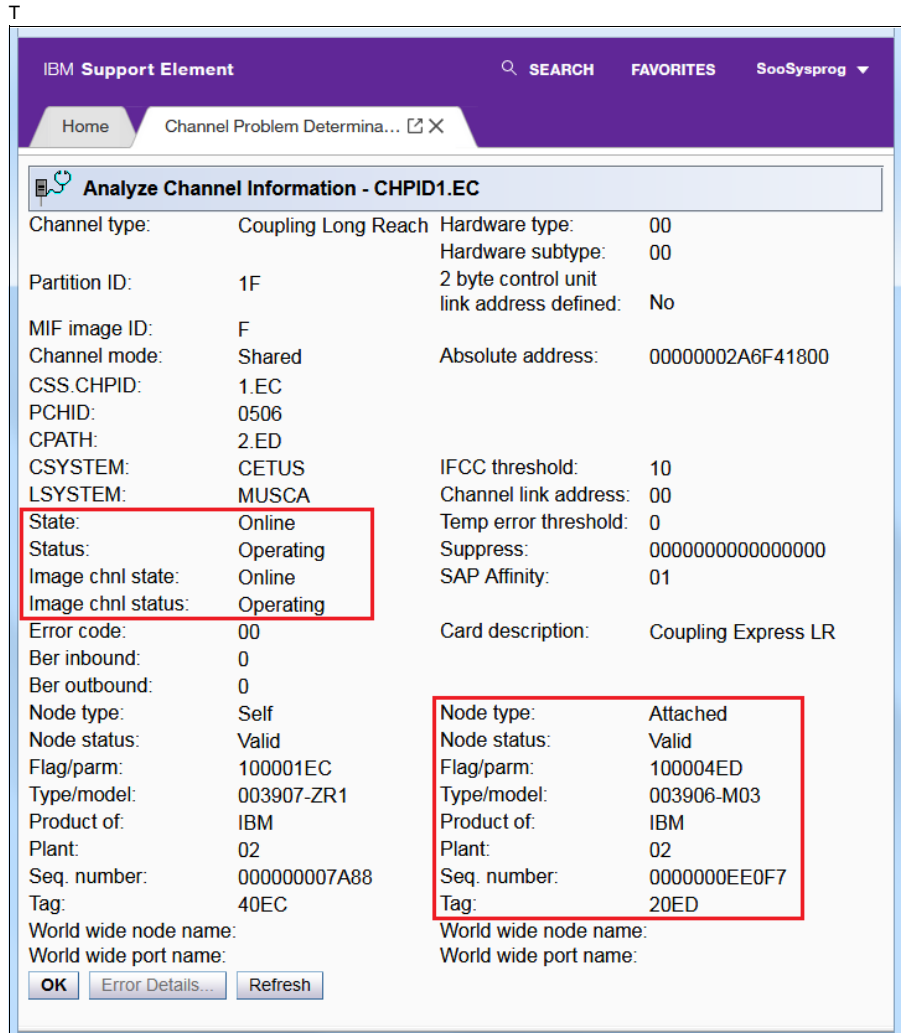 T
IBM Support Element SEARCH FAVORITES SooSysprog
Home Channel Problem Determina...
Analyze Channel Information - CHPID1.EC
Channel type: Coupling Long Reach Hardware type: 00
Hardware subtype: 00
Partition ID: 1F 2 byte control unit
link address defined: No
MIF image ID: F
Channel mode: Shared Absolute address: 00000002A6F41800
CSS.CHPID: 1.EC
PCHID: 0506
CPATH: 2.ED
CSYSTEM: CETUS IFCC threshold: 10
LSYSTEM: MUSCA Channel link address: 00
State: Online Temp error threshold: 0
Status: Operating Suppress: 0000000000000000
Image chnl state: Online SAP Affinity: 01
Image chnl status: Operating
Error code: 00 Card description: Coupling Express LR
Ber inbound: 0
Ber outbound: 0
Node type: Self Node type: Attached
Node status: Valid Node status: Valid
Flag/parm: 100001EC Flag/parm: 100004ED
Type/model: 003907-ZR1 Type/model: 003906-M03
Product of: IBM Product of: IBM
Plant: 02 Plant: 02
Seq. number: 000000007A88 Seq. number: 0000000EE0F7
Tag: 40EC Tag: 20ED
World wide node name: World wide node name:
World wide port name: World wide port name:
OK Error Details... Refresh